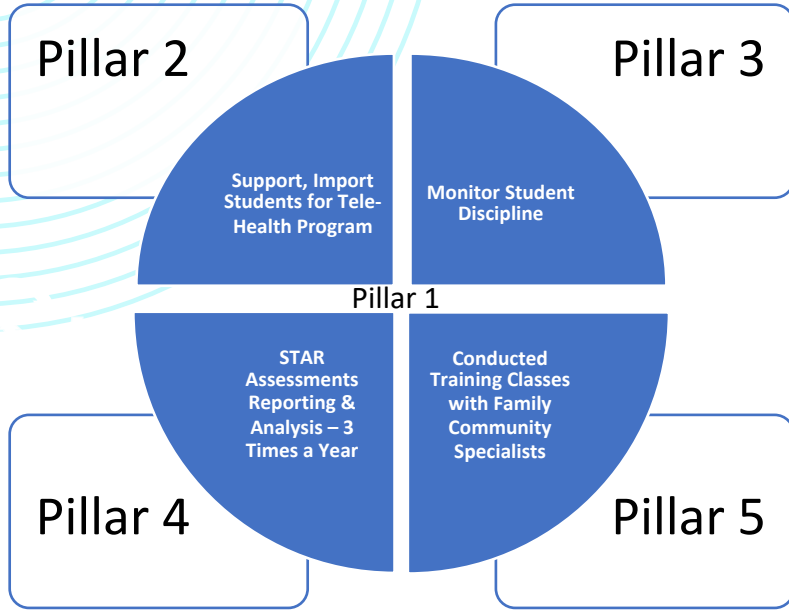 Pillar 2
Pillar 3
Support, Import
Students for Tele-
Health Program
Monitor Student
Discipline
Pillar 1
STAR
Assessments
Reporting &
Analysis – 3
Times a Year
Conducted
Training Classes
with Family
Community
Specialists
Pillar 4
Pillar 5